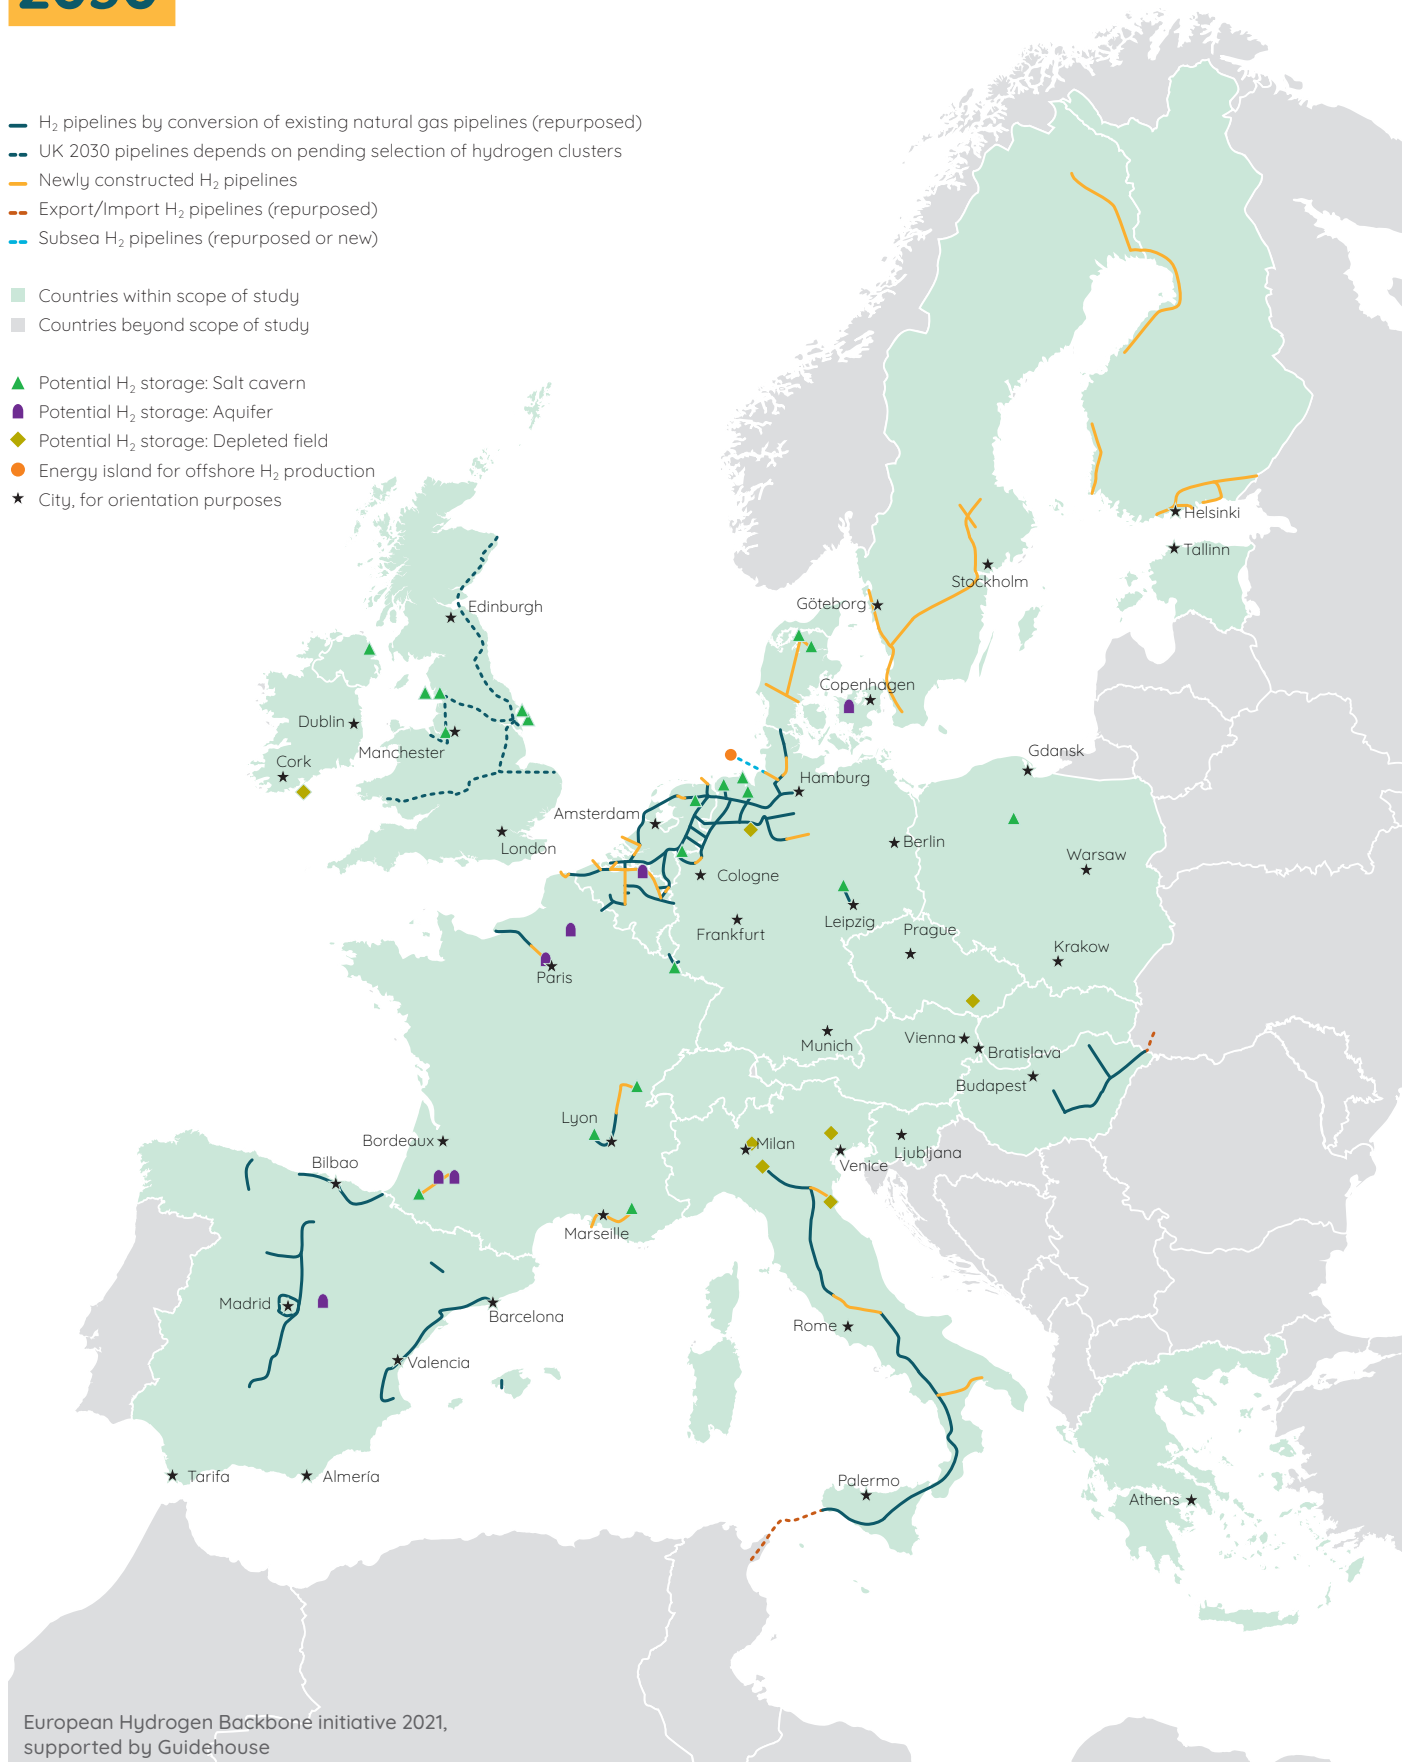 2030
H₂ pipelines by conversion of existing natural gas pipelines (repurposed)
UK 2030 pipelines depends on pending selection of hydrogen clusters
Newly constructed H₂ pipelines
Export/Import H₂ pipelines (repurposed)
Subsea H₂ pipelines (repurposed or new)
Countries within scope of study
Countries beyond scope of study
Potential H₂ storage: Salt cavern
Potential H₂ storage: Aquifer
Potential H₂ storage: Depleted field
Energy island for offshore H₂ production
City, for orientation purposes
Helsinki
Tallinn
Stockholm
Göteborg
Edinburgh
Copenhagen
Dublin
Manchester
Cork
Gdansk
Hamburg
Amsterdam
London
Berlin
Warsaw
Cologne
Leipzig
Frankfurt
Prague
Krakow
Paris
Munich
Vienna
Bratislava
Budapest
Lyon
Bordeaux
Milan
Venice
Ljubljana
Bilbao
Marseille
Madrid
Barcelona
Rome
Valencia
Tarifa
Almería
Palermo
Athens
European Hydrogen Backbone initiative 2021,
supported by Guidehouse